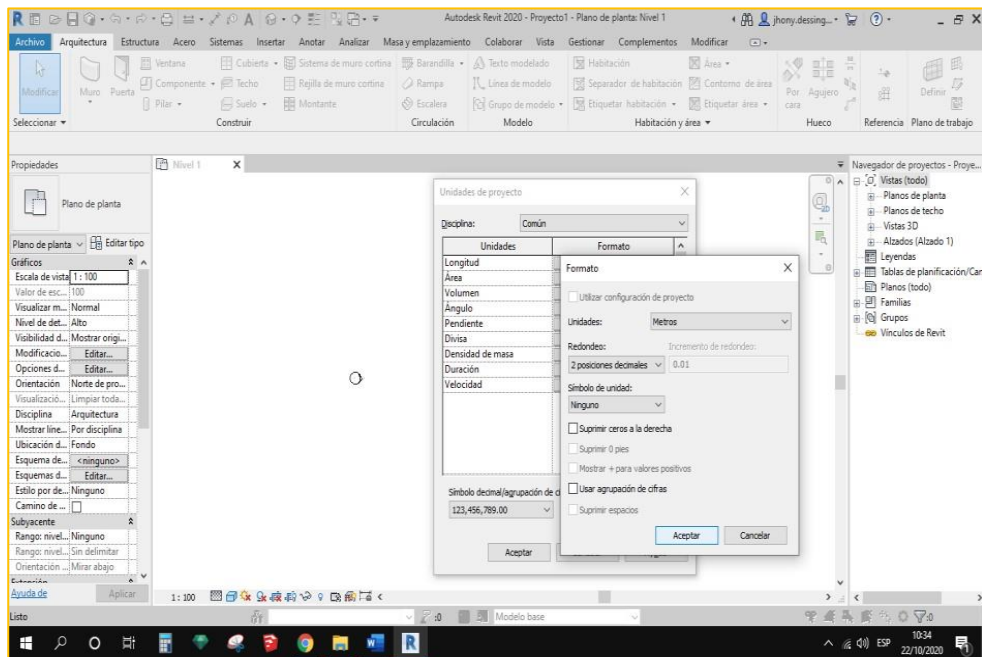 Autodesk Revit 2020 - Proyecto1 - Plano de planta: Nivel 1
jhony.dessing...
Archivo Arquitectura Estructura Acero Sistemas Insertar Anotar Analizar Masa y emplazamiento Colaborar Vista Gestionar Complementos Modificar
Modificar
Muro
Puerta
Ventana
Componente
Pilar
Cubierta
Techo
Suelo
Sistema de muro cortina
Rejilla de muro cortina
Montante
Barandilla
Rampa
Escalera
Texto modelado
Línea de modelo
Grupo de modelo
Habitación
Separador de habitación
Etiquetar habitación
Área
Contorno de área
Etiquetar área
Por cara
Agujero
Definir
Seleccionar
Construir
Circulación
Modelo
Habitación y área
Hueco
Referencia
Plano de trabajo
Propiedades
Plano de planta
Plano de planta
Editar tipo
Gráficos
Escala de vista 1 : 100
Valor de esc... 100
Visualizar m... Normal
Nivel de det... Alto
Visibilidad d... Mostrar origi...
Modificacio... Editar...
Opciones d... Editar...
Orientación Norte de pro...
Visualizació... Limpiar toda...
Disciplina Arquitectura
Mostrar líne... Por disciplina
Ubicación d... Fondo
Esquema de... <ninguno>
Esquemas d... Editar...
Estilo por de... Ninguno
Camino de ...
Subyacente
Rango: nivel... Ninguno
Rango: nivel... Sin delimitar
Orientación ... Mirar abajo
Extensión
Ayuda de
Aplicar
Nivel 1
Unidades de proyecto
Disciplina: Común
Unidades Formato
Longitud
Área
Volumen
Ángulo
Pendiente
Divisa
Densidad de masa
Duración
Velocidad
Símbolo decimal/agrupación de c
123,456,789.00
Aceptar
Formato
Utilizar configuración de proyecto
Unidades: Metros
Redondeo: Incremento de redondeo:
2 posiciones decimales 0.01
Símbolo de unidad:
Ninguno
Suprimir ceros a la derecha
Suprimir 0 pies
Mostrar + para valores positivos
Usar agrupación de cifras
Suprimir espacios
Aceptar Cancelar
Navegador de proyectos - Proye...
Vistas (todo)
Planos de planta
Planos de techo
Vistas 3D
Alzados (Alzado 1)
Leyendas
Tablas de planificación/Can
Planos (todo)
Familias
Grupos
Vínculos de Revit
1 : 100
Listo
:0
Modelo base
:0
ESP
10:34
22/10/2020